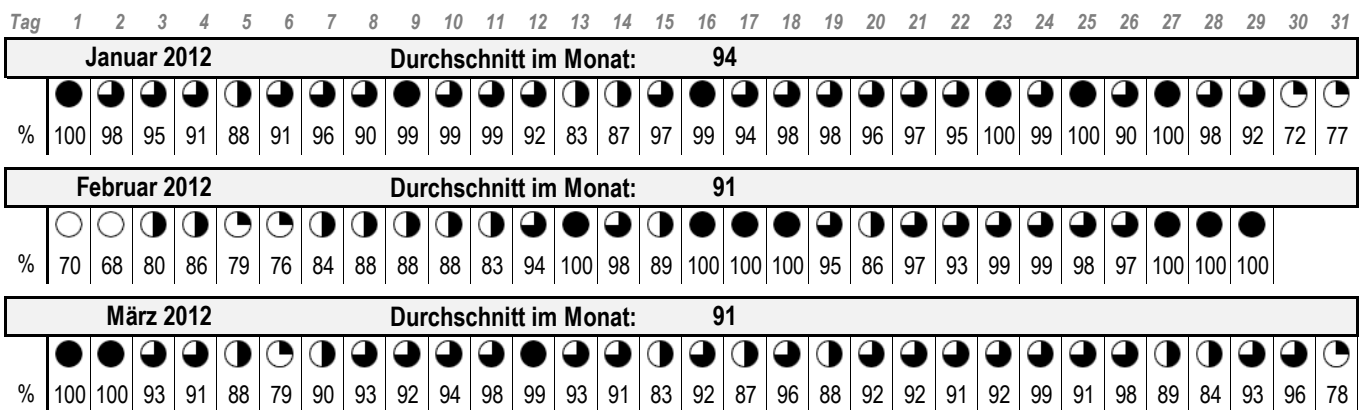 Tag 1 2 3 4 5 6 7 8 9 10 11 12 13 14 15 16 17 18 19 20 21 22 23 24 25 26 27 28 29 30 31
Januar 2012 Durchschnitt im Monat: 94
% 100 98 95 91 88 91 96 90 99 99 99 92 83 87 97 99 94 98 98 96 97 95 100 99 100 90 100 98 92 72 77
Februar 2012 Durchschnitt im Monat: 91
% 70 68 80 86 79 76 84 88 88 88 83 94 100 98 89 100 100 100 95 86 97 93 99 99 98 97 100 100 100
März 2012 Durchschnitt im Monat: 91
% 100 100 93 91 88 79 90 93 92 94 98 99 93 91 83 92 87 96 88 92 92 91 92 99 91 98 89 84 93 96 78